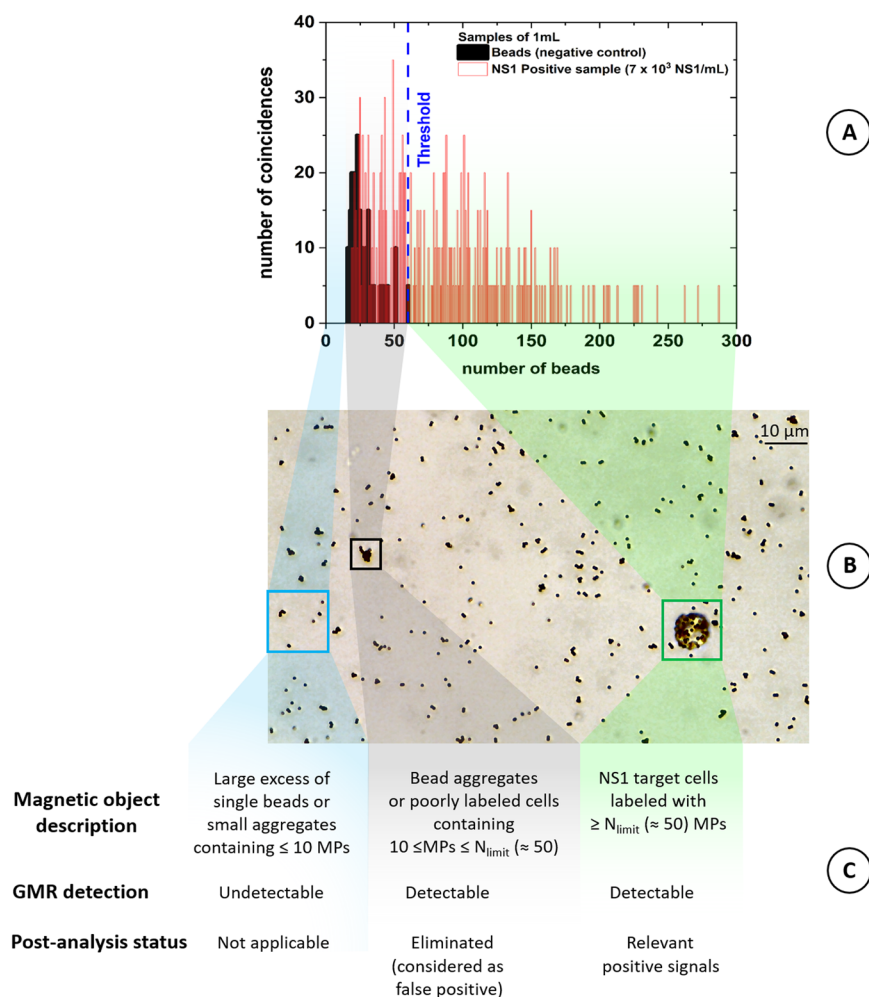 40
30
20
10
0
number of coincidences
Samples of 1mL
Beads (negative control)
NS1 Positive sample (7 x 10³ NS1/mL)
Threshold
0 50 100 150 200 250 300
number of beads
A
10 µm
B
Magnetic object
description
Large excess of
single beads or
small aggregates
containing ≤ 10 MPs
Bead aggregates
or poorly labeled cells
containing
10 ≤MPs ≤ Nlimit (≈ 50)
NS1 target cells
labeled with
≥ Nlimit (≈ 50) MPs
C
GMR detection Undetectable Detectable Detectable
Post-analysis status Not applicable
Eliminated
(considered as
false positive)
Relevant
positive signals